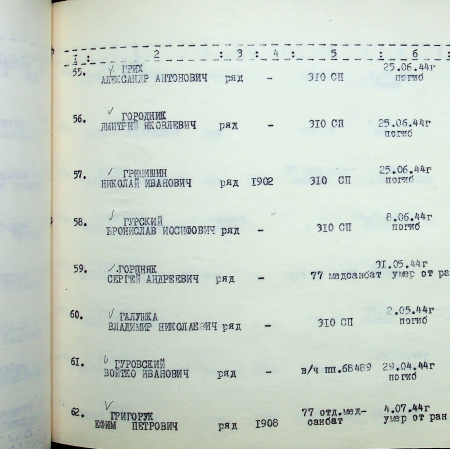 1 : 2 : 3 : 4 : 5 : 6 :
55. ГРИХ 25.06.44г
АЛЕКСАНДР АНТОНОВИЧ ряд – 310 СП погиб
56. ГОРОДНИК
ДМИТРИЙ ЯКОВЛЕВИЧ ряд – 310 СП 25.06.44г
погиб
57. ГРИЦИШИН 25.06.44г
НИКОЛАЙ ИВАНОВИЧ ряд 1902 310 СП погиб
58. ГУРСКИЙ 8.06.44г
БРОНИСЛАВ ИОСИФОВИЧ ряд – 310 СП погиб
59. ГОРПНЯК 31.05.44г
СЕРГЕЙ АНДРЕЕВИЧ ряд – 77 медсанбат умер от ран
60. ГАЛУШКА 2.05.44г
ВЛАДИМИР НИКОЛАЕВИЧ ряд – 310 СП погиб
61. ГУРОВСКИЙ
ВОЙТКО ИВАНОВИЧ ряд – в/ч пп.68489 29.04.44г
погиб
62. ГРИГОРУК 77 отд.мед- 4.07.44г
ЕФИМ ПЕТРОВИЧ ряд 1908 санбат умер от ран